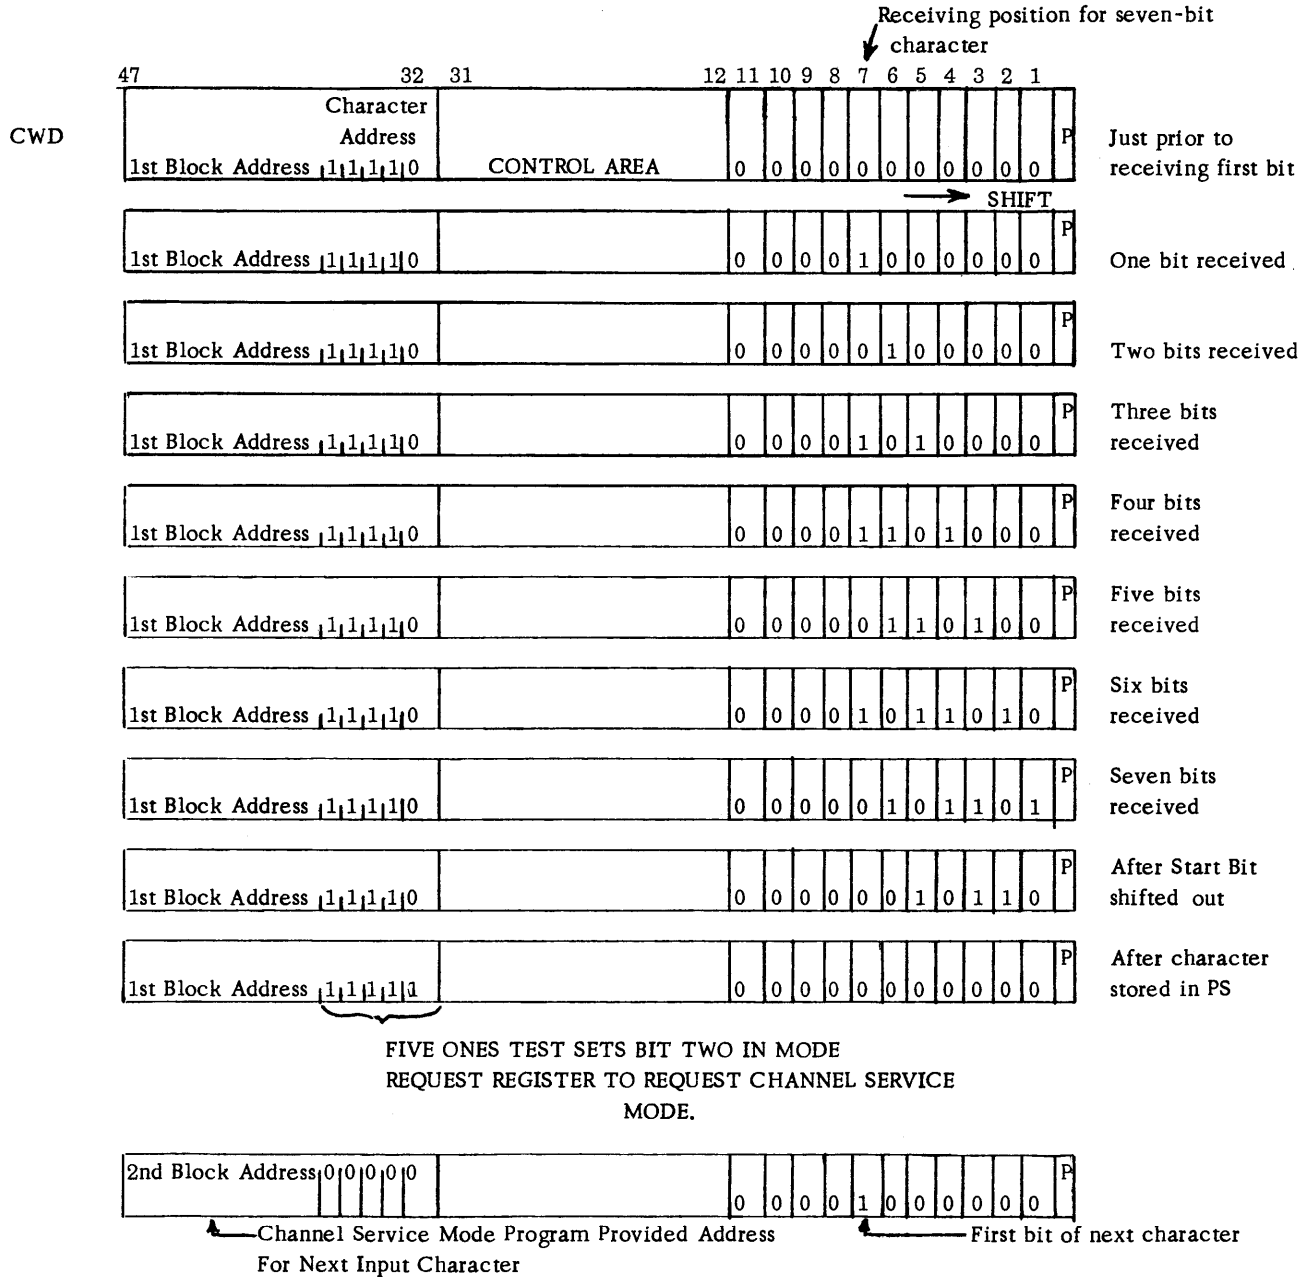 Receiving position for seven-bit
character
47 32 31 12 11 10 9 8 7 6 5 4 3 2 1
CWD
Character
Address
1st Block Address 1 1 1 1 0 CONTROL AREA 0 0 0 0 0 0 0 0 0 0 0 P
Just prior to
receiving first bit
SHIFT
1st Block Address 1 1 1 1 0 0 0 0 0 1 0 0 0 0 0 0 P One bit received
1st Block Address 1 1 1 1 0 0 0 0 0 0 1 0 0 0 0 0 P Two bits received
1st Block Address 1 1 1 1 0 0 0 0 0 1 0 1 0 0 0 0 P Three bits
received
1st Block Address 1 1 1 1 0 0 0 0 0 1 1 0 1 0 0 0 P Four bits
received
1st Block Address 1 1 1 1 0 0 0 0 0 0 1 1 0 1 0 0 P Five bits
received
1st Block Address 1 1 1 1 0 0 0 0 0 1 0 1 1 0 1 0 P Six bits
received
1st Block Address 1 1 1 1 0 0 0 0 0 0 1 0 1 1 0 1 P Seven bits
received
1st Block Address 1 1 1 1 0 0 0 0 0 0 0 1 0 1 1 0 P After Start Bit
shifted out
1st Block Address 1 1 1 1 1 0 0 0 0 0 0 0 0 0 0 0 P After character
stored in PS
FIVE ONES TEST SETS BIT TWO IN MODE
REQUEST REGISTER TO REQUEST CHANNEL SERVICE
MODE.
2nd Block Address 0 0 0 0 0 0 0 0 0 1 0 0 0 0 0 0 P
Channel Service Mode Program Provided Address
For Next Input Character
First bit of next character